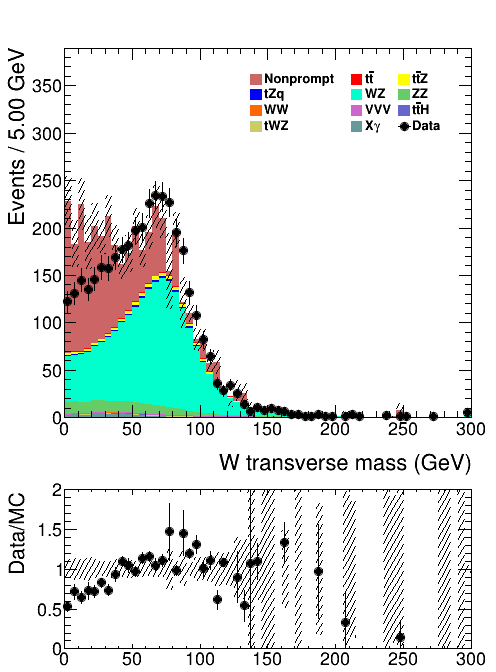 Events / 5.00 GeV
350
300
250
200
150
100
50
0
Nonprompt tt̄ tt̄Z
tZq WZ ZZ
WW VVV tt̄H
tWZ Xγ Data
0 50 100 150 200 250 300
W transverse mass (GeV)
Data/MC
2
1.5
1
0.5
0
0 50 100 150 200 250 300